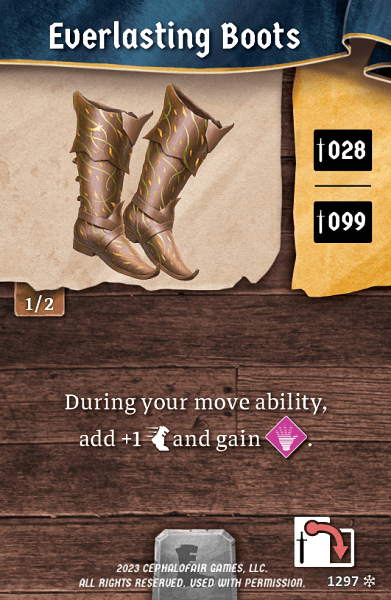 Everlasting Boots
028
099
1/2
During your move ability,
add +1 and gain .
2023 CEPHALOFAIR GAMES, LLC.
ALL RIGHTS RESERVED. USED WITH PERMISSION.
1297